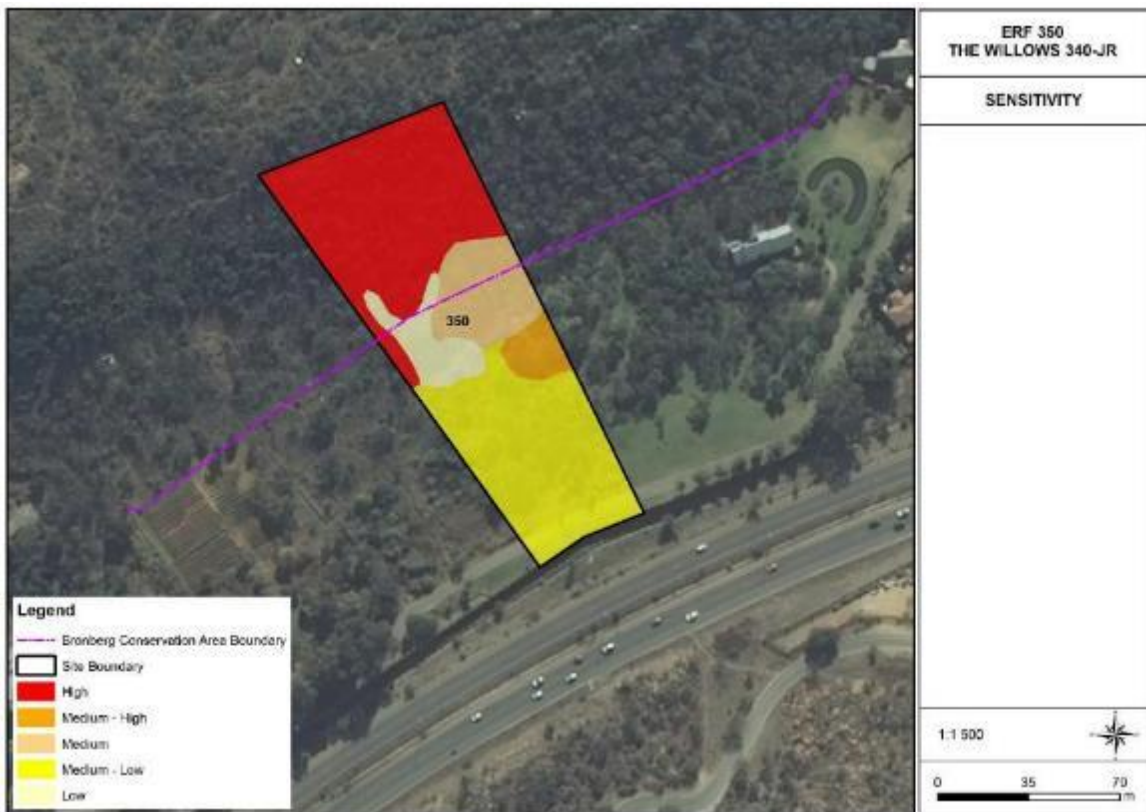 ERF 350
THE WILLOWS 340-JR
SENSITIVITY
350
Legend
Bronberg Conservation Area Boundary
Site Boundary
High
Medium - High
Medium
Medium - Low
Low
1:1 500
0 35 70
m